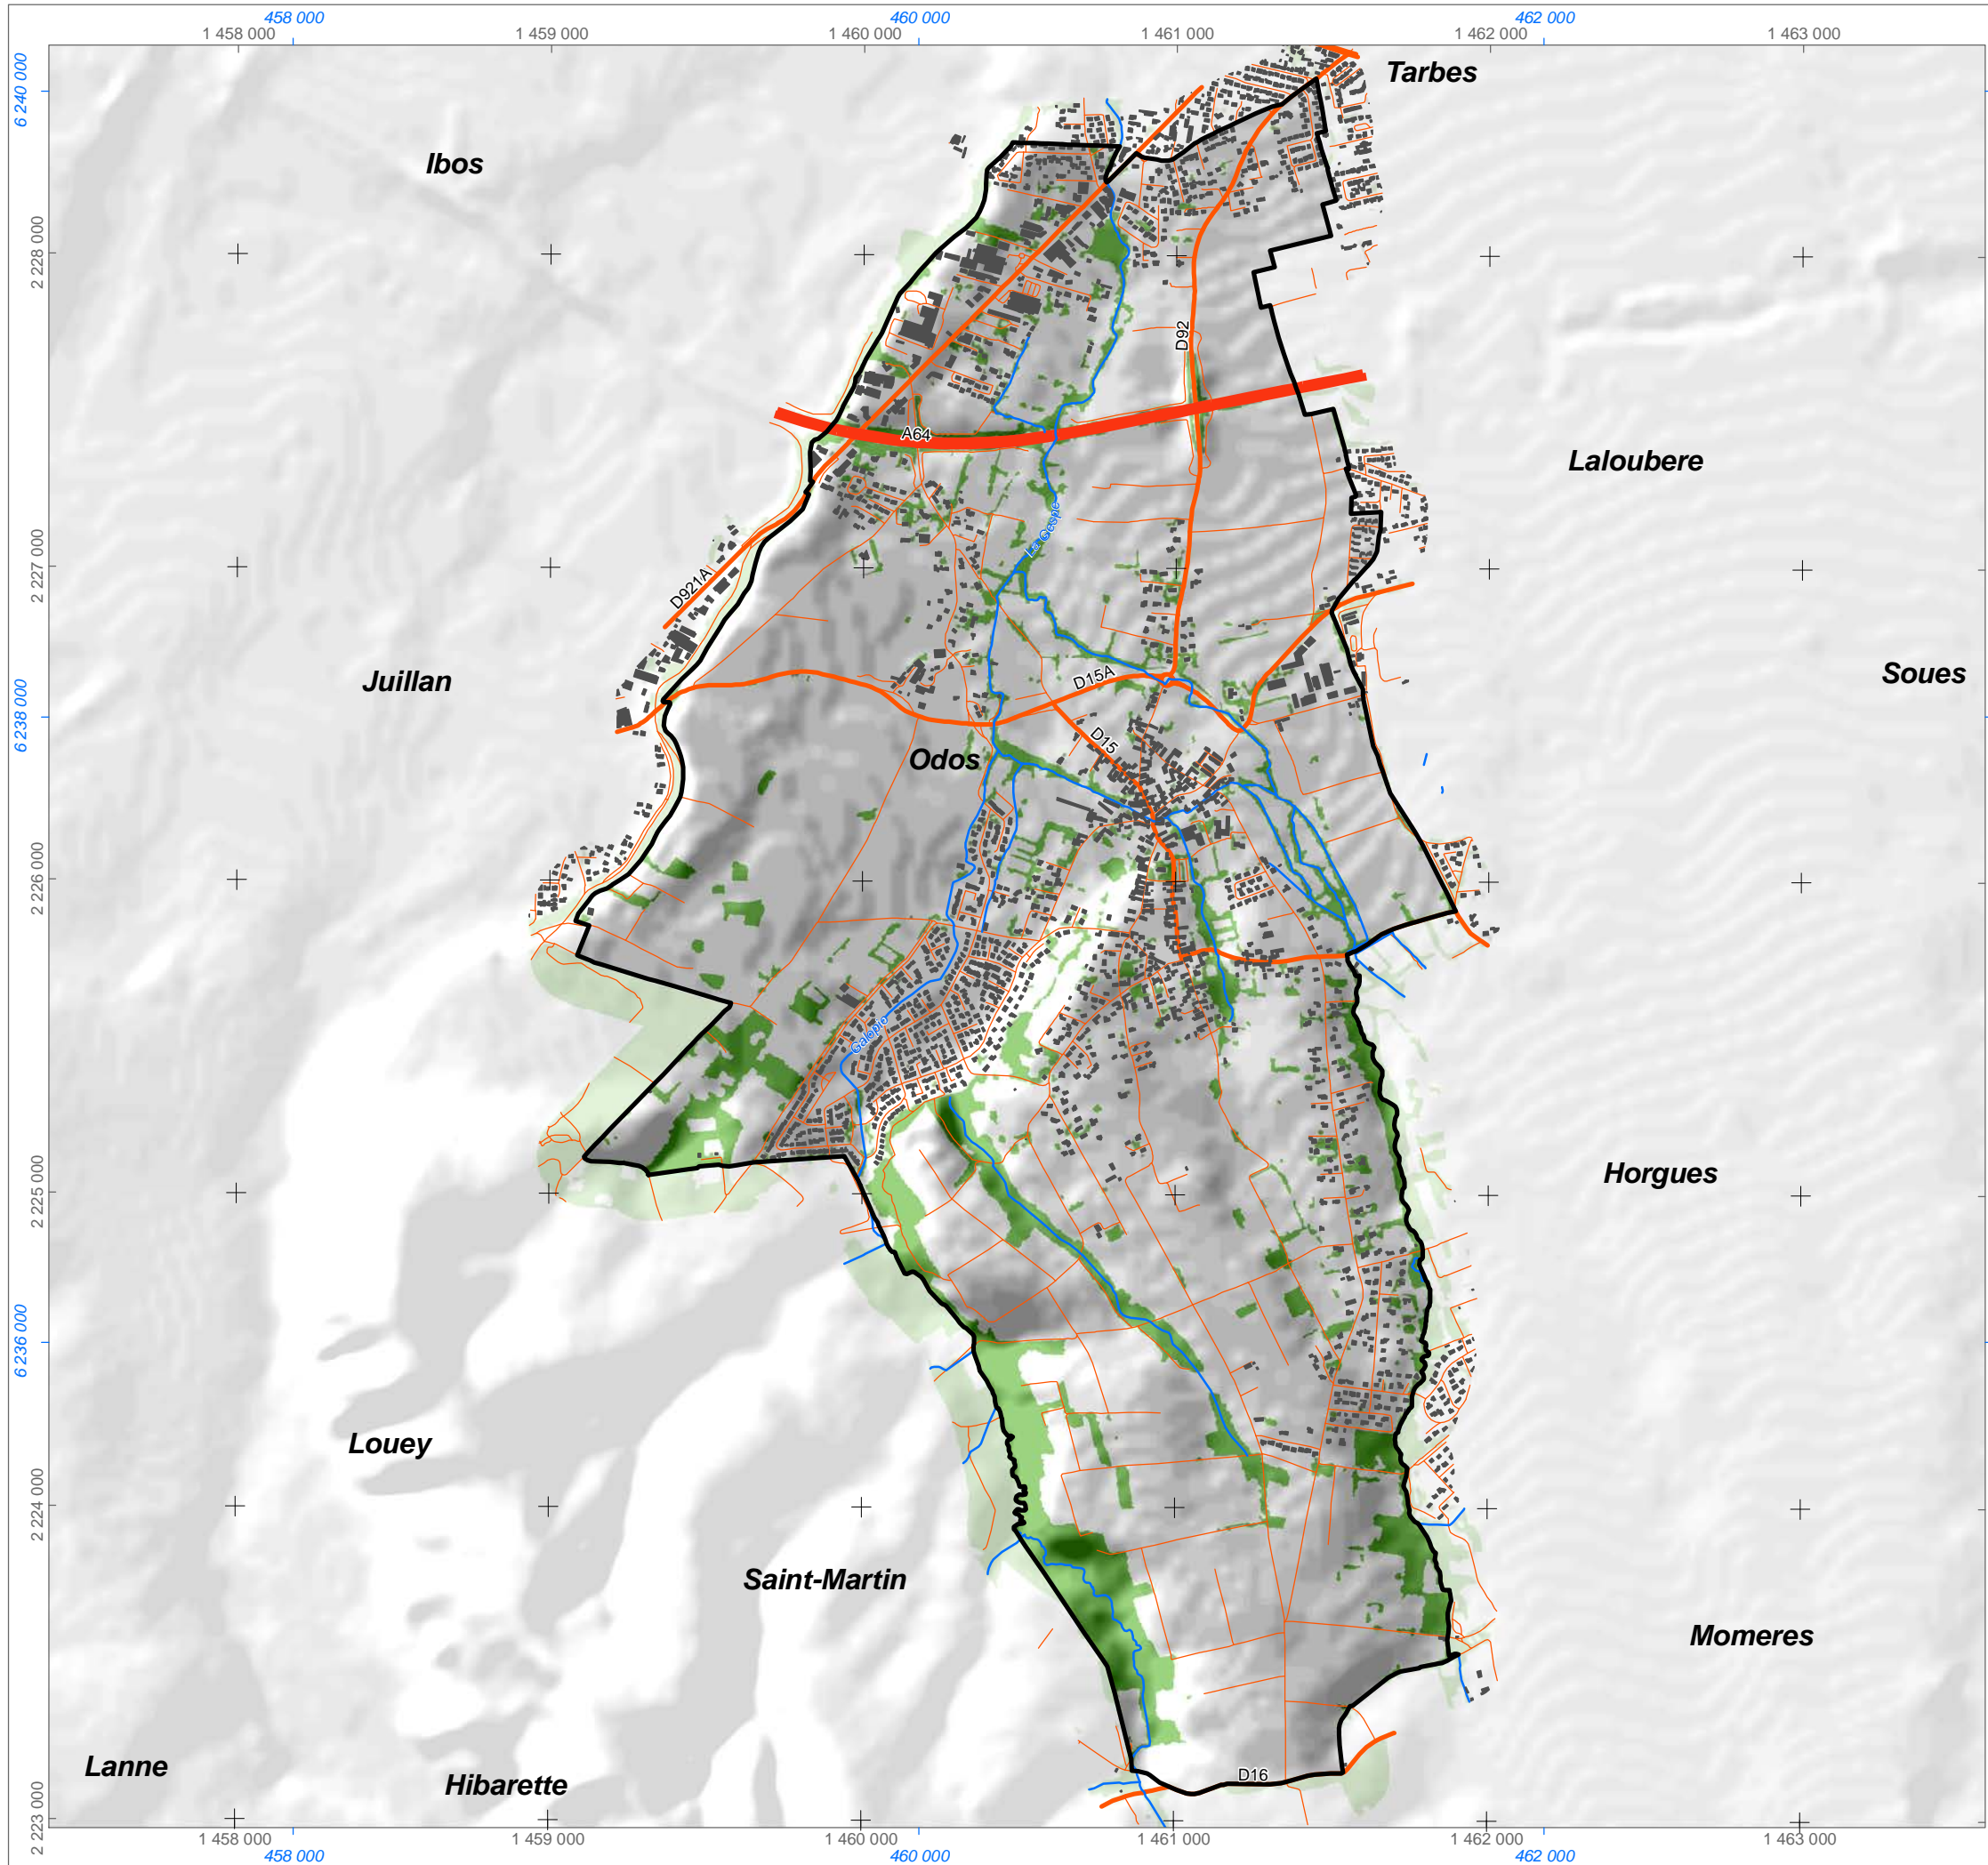 458 000
460 000
462 000
1 458 000
1 459 000
1 460 000
1 461 000
1 462 000
1 463 000
6 240 000
Tarbes
Ibos
2 228 000
D92
A64
Laloubere
La Gespe
2 227 000
D921A
Juillan
D15A
Soues
6 238 000
D15
Odos
2 226 000
Galopio
2 225 000
Horgues
6 236 000
Louey
2 224 000
Saint-Martin
Momeres
Lanne
Hibarette
D16
2 223 000
1 458 000
1 459 000
1 460 000
1 461 000
1 462 000
1 463 000
458 000
460 000
462 000